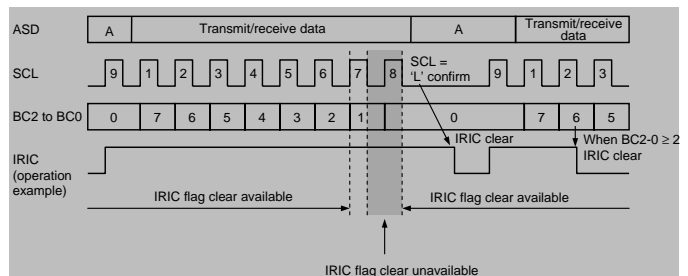 ASD
A
Transmit/receive data
A
Transmit/receive
data
SCL
9 1 2 3 4 5 6 7 8
SCL =
'L' confirm
9 1 2 3
BC2 to BC0
0 7 6 5 4 3 2 1 0 7 6 5
IRIC
(operation
example)
IRIC clear
When BC2-0 ≥ 2
IRIC clear
IRIC flag clear available
IRIC flag clear available
IRIC flag clear unavailable